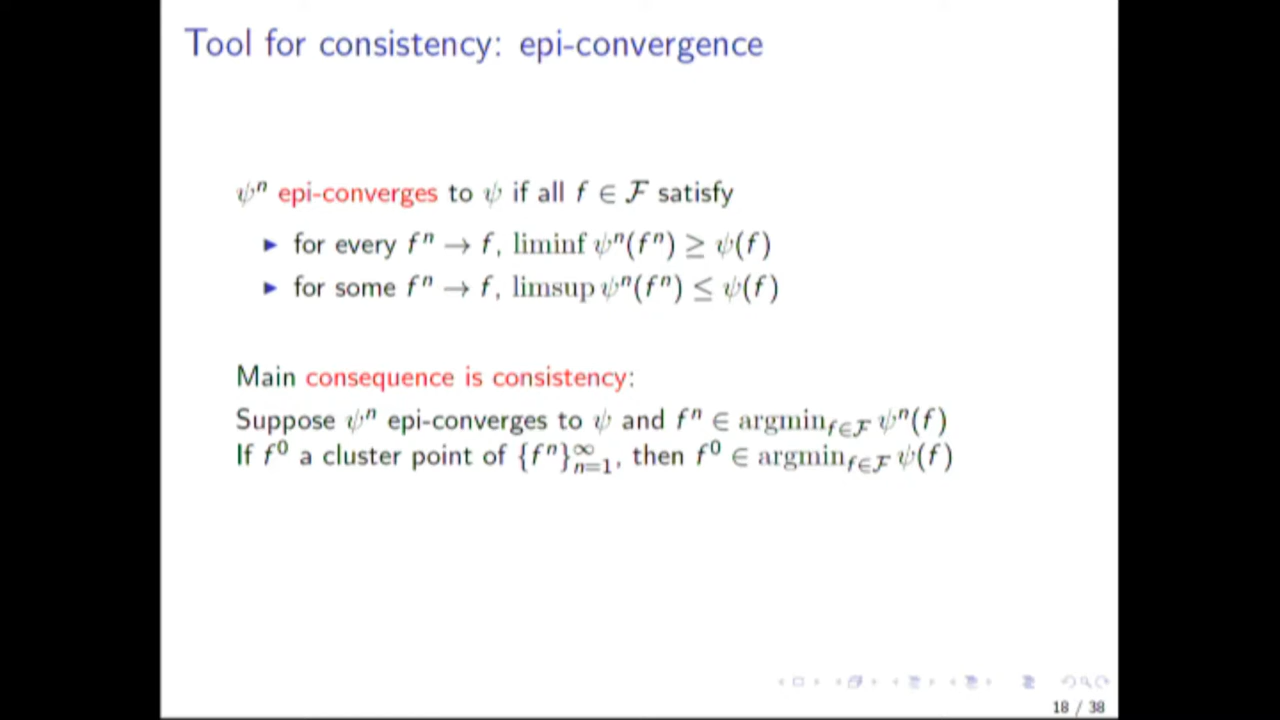 Tool for consistency: epi-convergence
ψⁿ epi-converges to ψ if all f ∈ ℱ satisfy
▶ for every fⁿ → f, liminf ψⁿ(fⁿ) ≥ ψ(f)
▶ for some fⁿ → f, limsup ψⁿ(fⁿ) ≤ ψ(f)
Main consequence is consistency:
Suppose ψⁿ epi-converges to ψ and fⁿ ∈ argmin_{f∈ℱ} ψⁿ(f)
If f⁰ a cluster point of {fⁿ}_{n=1}^∞, then f⁰ ∈ argmin_{f∈ℱ} ψ(f)
18 / 38